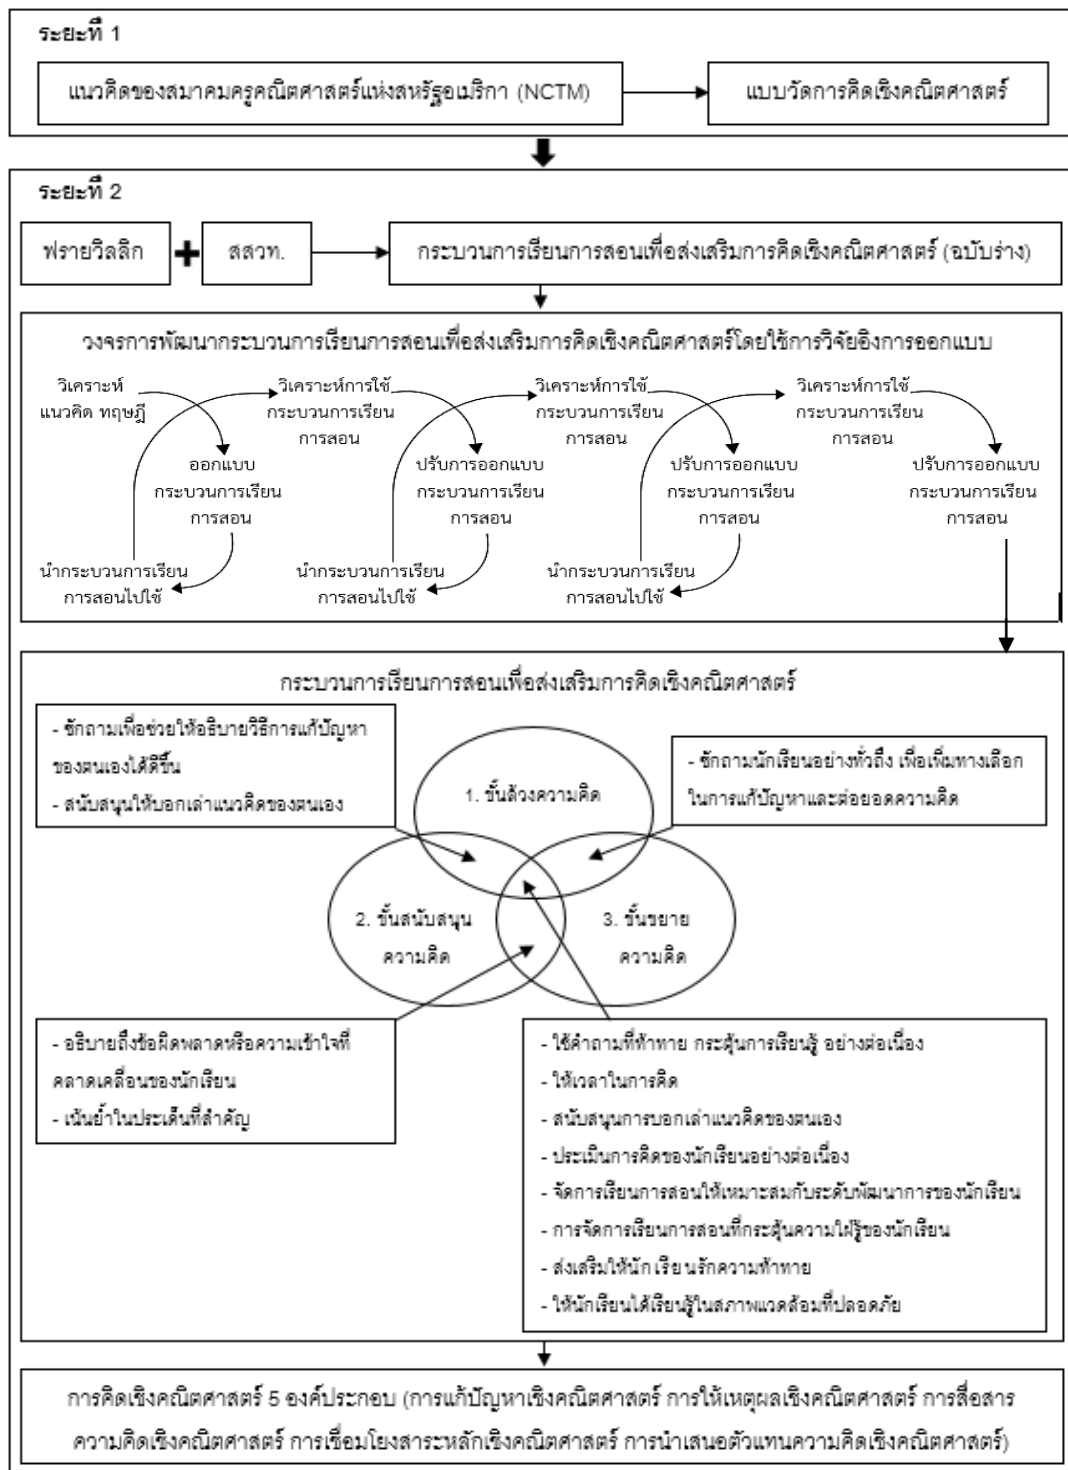 ระยะที่ 1
แนวคิดของสมาคมครูคณิตศาสตร์แห่งสหรัฐอเมริกา (NCTM)
แบบวัดการคิดเชิงคณิตศาสตร์
ระยะที่ 2
ฟรายวิลลิก
สสวท.
กระบวนการเรียนการสอนเพื่อส่งเสริมการคิดเชิงคณิตศาสตร์ (ฉบับร่าง)
วงจรการพัฒนากระบวนการเรียนการสอนเพื่อส่งเสริมการคิดเชิงคณิตศาสตร์โดยใช้การวิจัยอิงการออกแบบ
วิเคราะห์
แนวคิด ทฤษฎี
ออกแบบ
กระบวนการเรียน
การสอน
นำกระบวนการเรียน
การสอนไปใช้
วิเคราะห์การใช้
กระบวนการเรียน
การสอน
ปรับการออกแบบ
กระบวนการเรียน
การสอน
นำกระบวนการเรียน
การสอนไปใช้
วิเคราะห์การใช้
กระบวนการเรียน
การสอน
ปรับการออกแบบ
กระบวนการเรียน
การสอน
นำกระบวนการเรียน
การสอนไปใช้
วิเคราะห์การใช้
กระบวนการเรียน
การสอน
ปรับการออกแบบ
กระบวนการเรียน
การสอน
กระบวนการเรียนการสอนเพื่อส่งเสริมการคิดเชิงคณิตศาสตร์
- ซักถามเพื่อช่วยให้อธิบายวิธีการแก้ปัญหา
ของตนเองได้ดีขึ้น
- สนับสนุนให้บอกเล่าแนวคิดของตนเอง
- ซักถามนักเรียนอย่างทั่วถึง เพื่อเพิ่มทางเลือก
ในการแก้ปัญหาและต่อยอดความคิด
1. ขั้นล้วงความคิด
2. ขั้นสนับสนุน
ความคิด
3. ขั้นขยาย
ความคิด
- อธิบายถึงข้อผิดพลาดหรือความเข้าใจที่
คลาดเคลื่อนของนักเรียน
- เน้นย้ำในประเด็นที่สำคัญ
- ใช้คำถามที่ท้าทาย กระตุ้นการเรียนรู้ อย่างต่อเนื่อง
- ให้เวลาในการคิด
- สนับสนุนการบอกเล่าแนวคิดของตนเอง
- ประเมินการคิดของนักเรียนอย่างต่อเนื่อง
- จัดการเรียนการสอนให้เหมาะสมกับระดับพัฒนาการของนักเรียน
- การจัดการเรียนการสอนที่กระตุ้นความใฝ่รู้ของนักเรียน
- ส่งเสริมให้นักเรียนรักความท้าทาย
- ให้นักเรียนได้เรียนรู้ในสภาพแวดล้อมที่ปลอดภัย
การคิดเชิงคณิตศาสตร์ 5 องค์ประกอบ (การแก้ปัญหาเชิงคณิตศาสตร์ การให้เหตุผลเชิงคณิตศาสตร์ การสื่อสาร
ความคิดเชิงคณิตศาสตร์ การเชื่อมโยงสาระหลักเชิงคณิตศาสตร์ การนำเสนอตัวแทนความคิดเชิงคณิตศาสตร์)